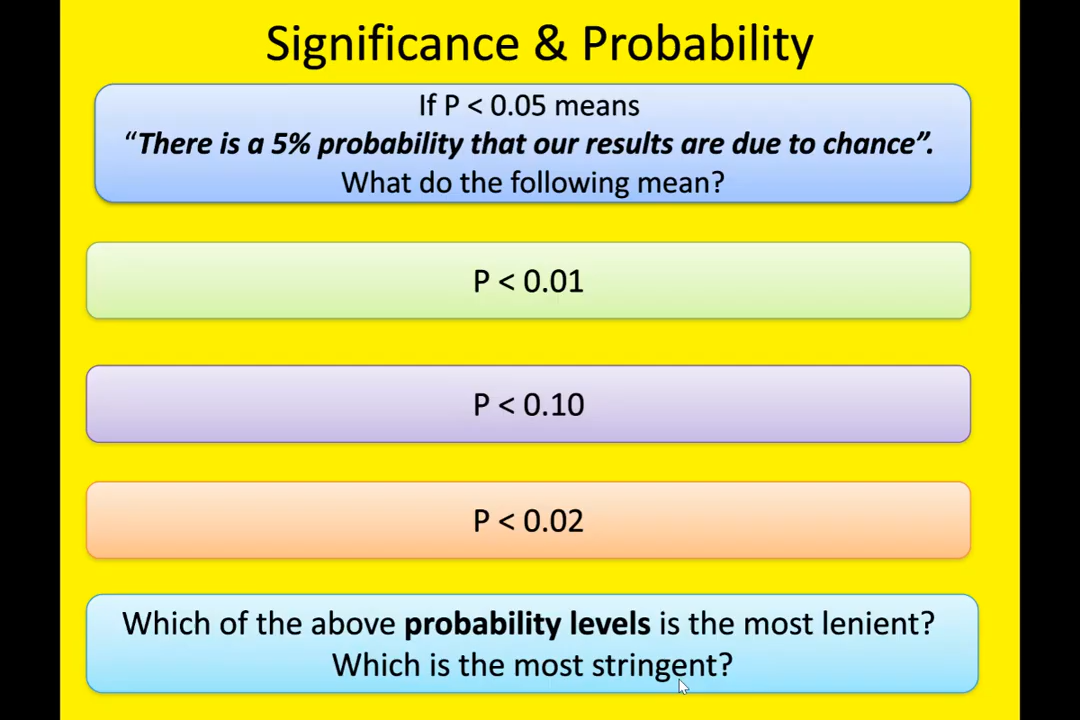 Significance & Probability
If P < 0.05 means
“There is a 5% probability that our results are due to chance”.
What do the following mean?
P < 0.01
P < 0.10
P < 0.02
Which of the above probability levels is the most lenient?
Which is the most stringent?